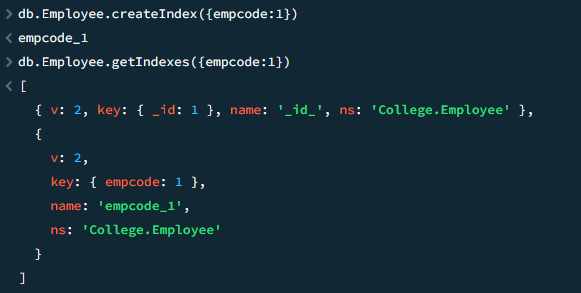 > db.Employee.createIndex({empcode:1})
< empcode_1
> db.Employee.getIndexes({empcode:1})
< [
{ v: 2, key: { _id: 1 }, name: '_id_', ns: 'College.Employee' },
{
v: 2,
key: { empcode: 1 },
name: 'empcode_1',
ns: 'College.Employee'
}
]